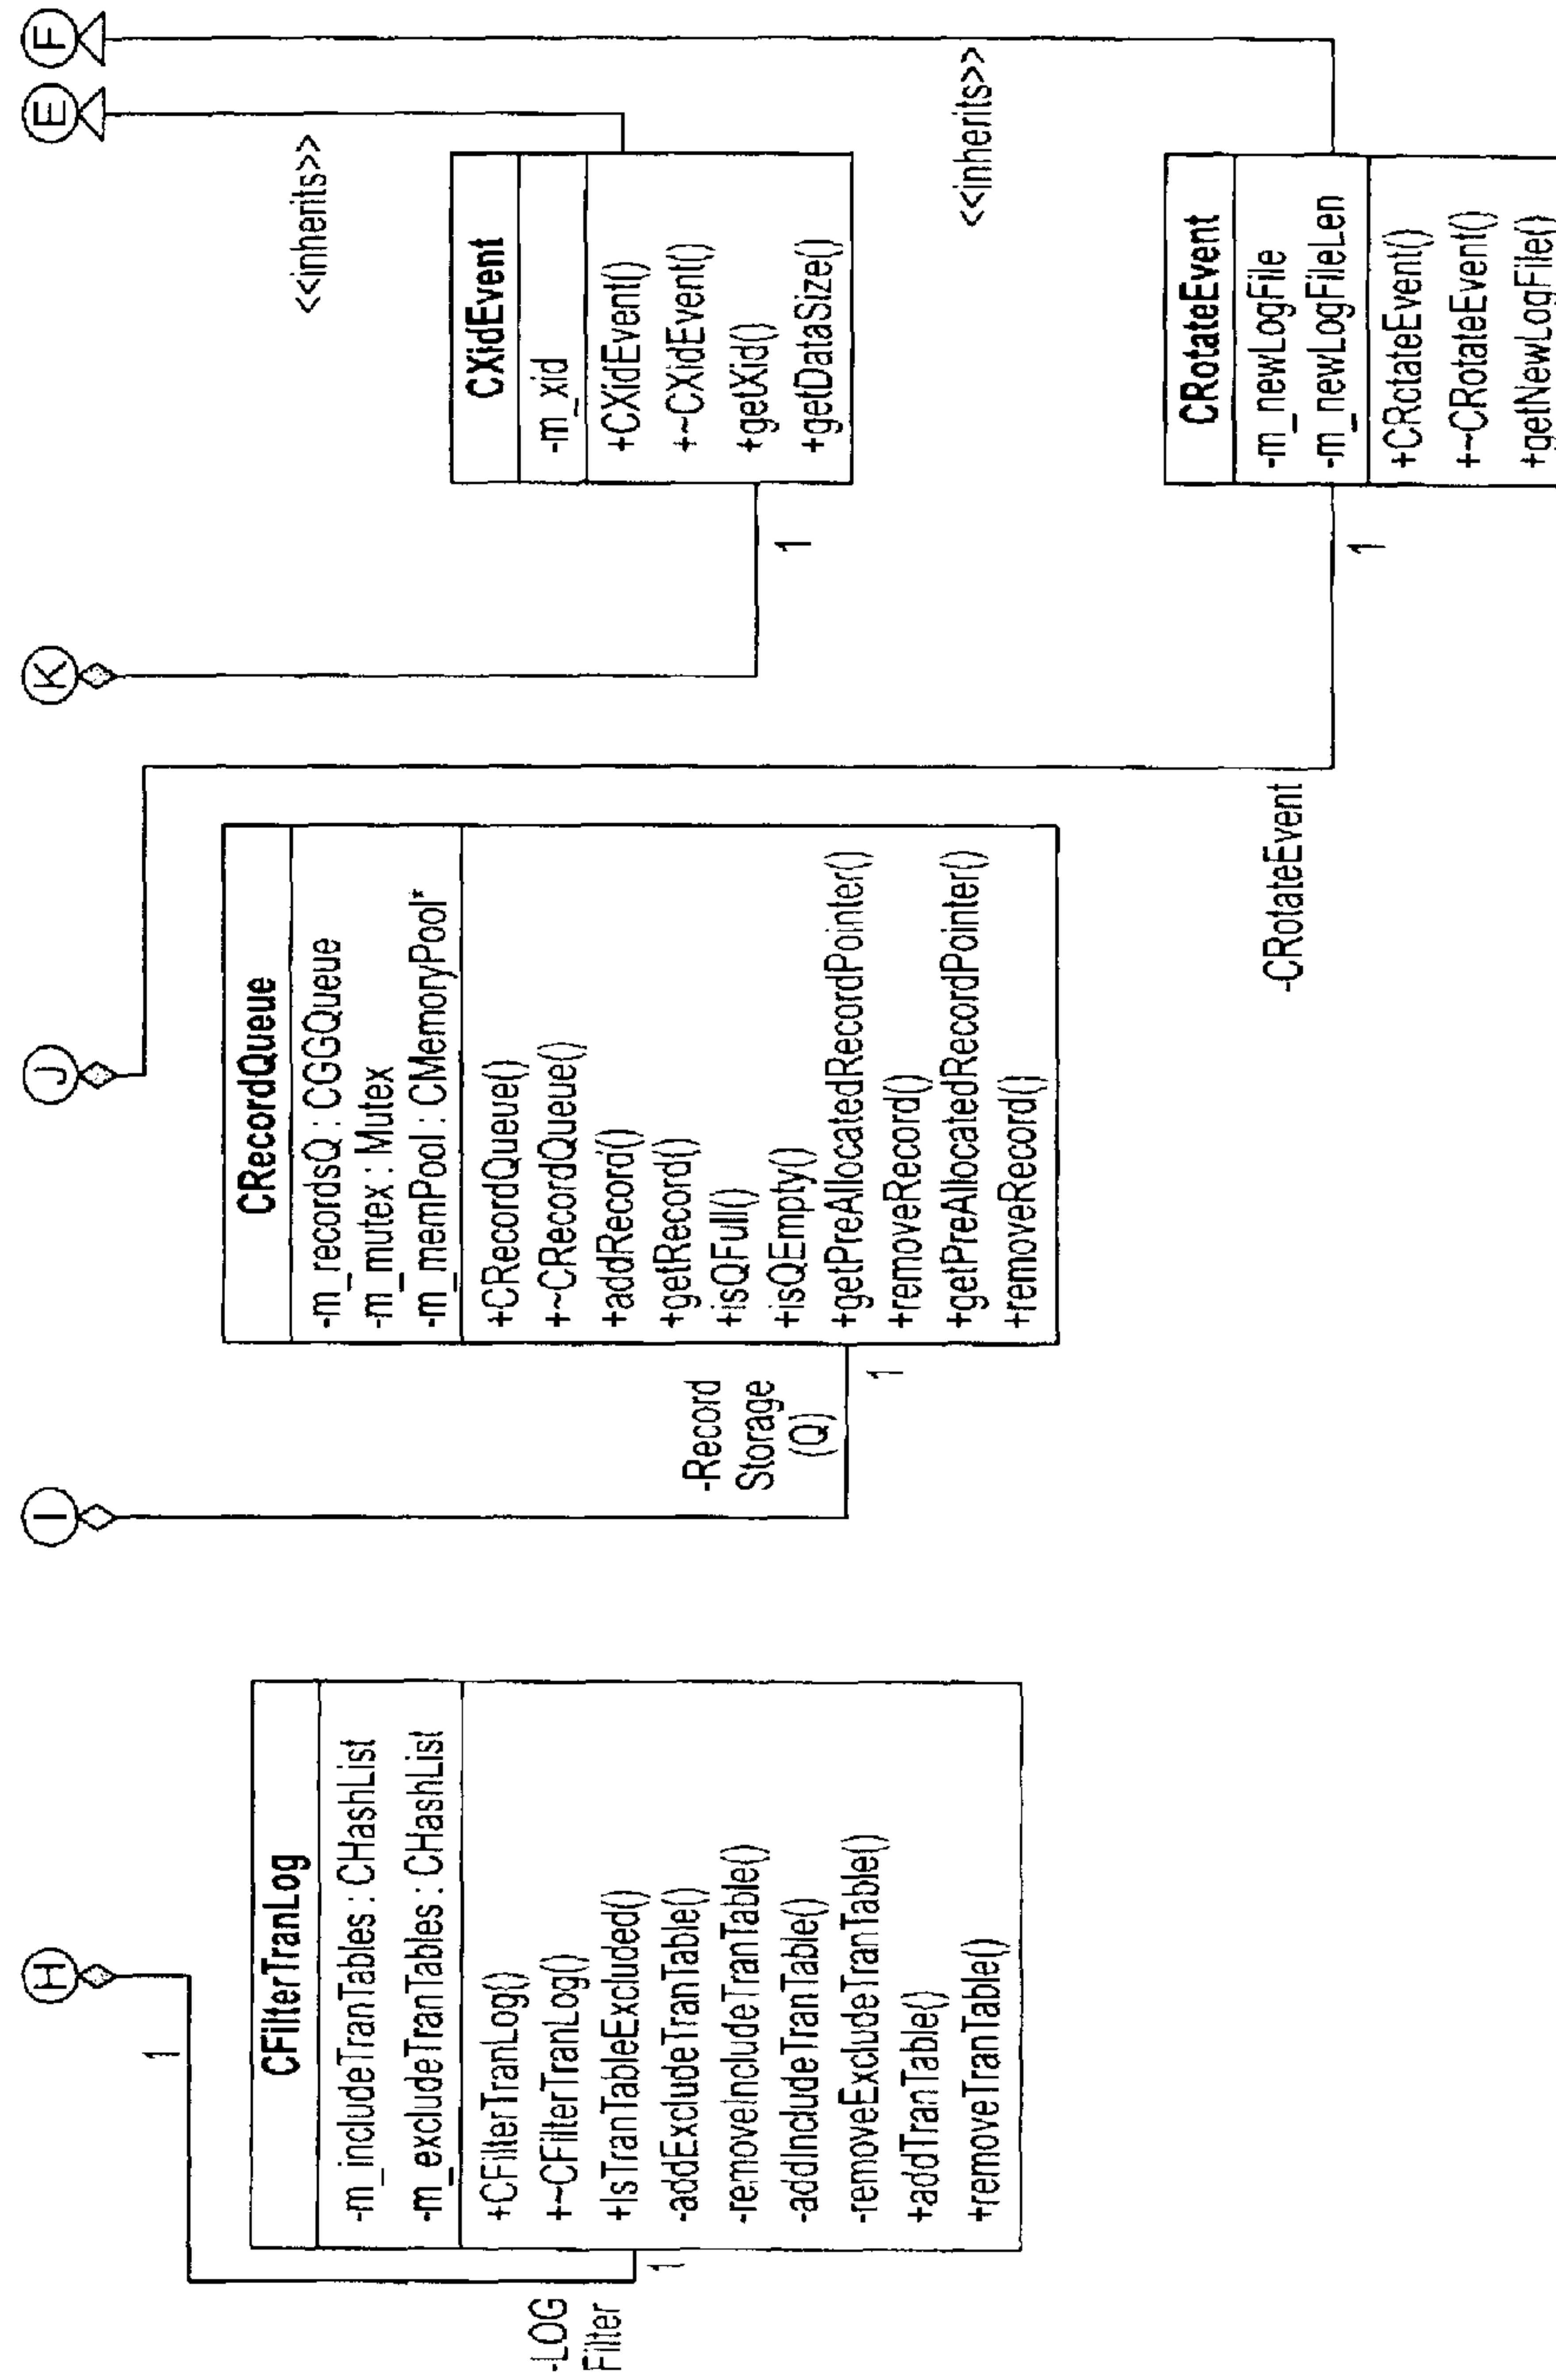 H
I
J
K
E
F
1
CFilterTranLog
-m_includeTranTables : CHashList
-m_excludeTranTables : CHashList
+CFilterTranLog()
+~CFilterTranLog()
+IsTranTableExcluded()
-addExcludeTranTable()
-removeIncludeTranTable()
-addIncludeTranTable()
-removeExcludeTranTable()
+addTranTable()
+removeTranTable()
-LOG
Filter
1
CRecordQueue
-m_recordsQ : CGGQueue
-m_mutex : Mutex
-m_memPool : CMemoryPool*
+CRecordQueue()
+~CRecordQueue()
+addRecord()
+getRecord()
+isQFull()
+isQEmpty()
+getPreAllocatedRecordPointer()
+removeRecord()
+getPreAllocatedRecordPointer()
+removeRecord()
-Record
Storage
(Q)
1
<<inherits>>
CXidEvent
-m_xid
+CXidEvent()
+~CXidEvent()
+getXid()
+getDataSize()
1
<<inherits>>
CRotateEvent
-m_newLogFile
-m_newLogFileLen
+CRotateEvent()
+~CRotateEvent()
+getNewLogFile()
1
-CRotateEvent